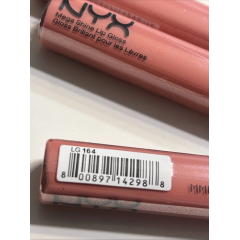 NYX
Mega Shine Lip Gloss
Gloss Brillant pour les Lèvres
LG 164
8 00897 14298 8